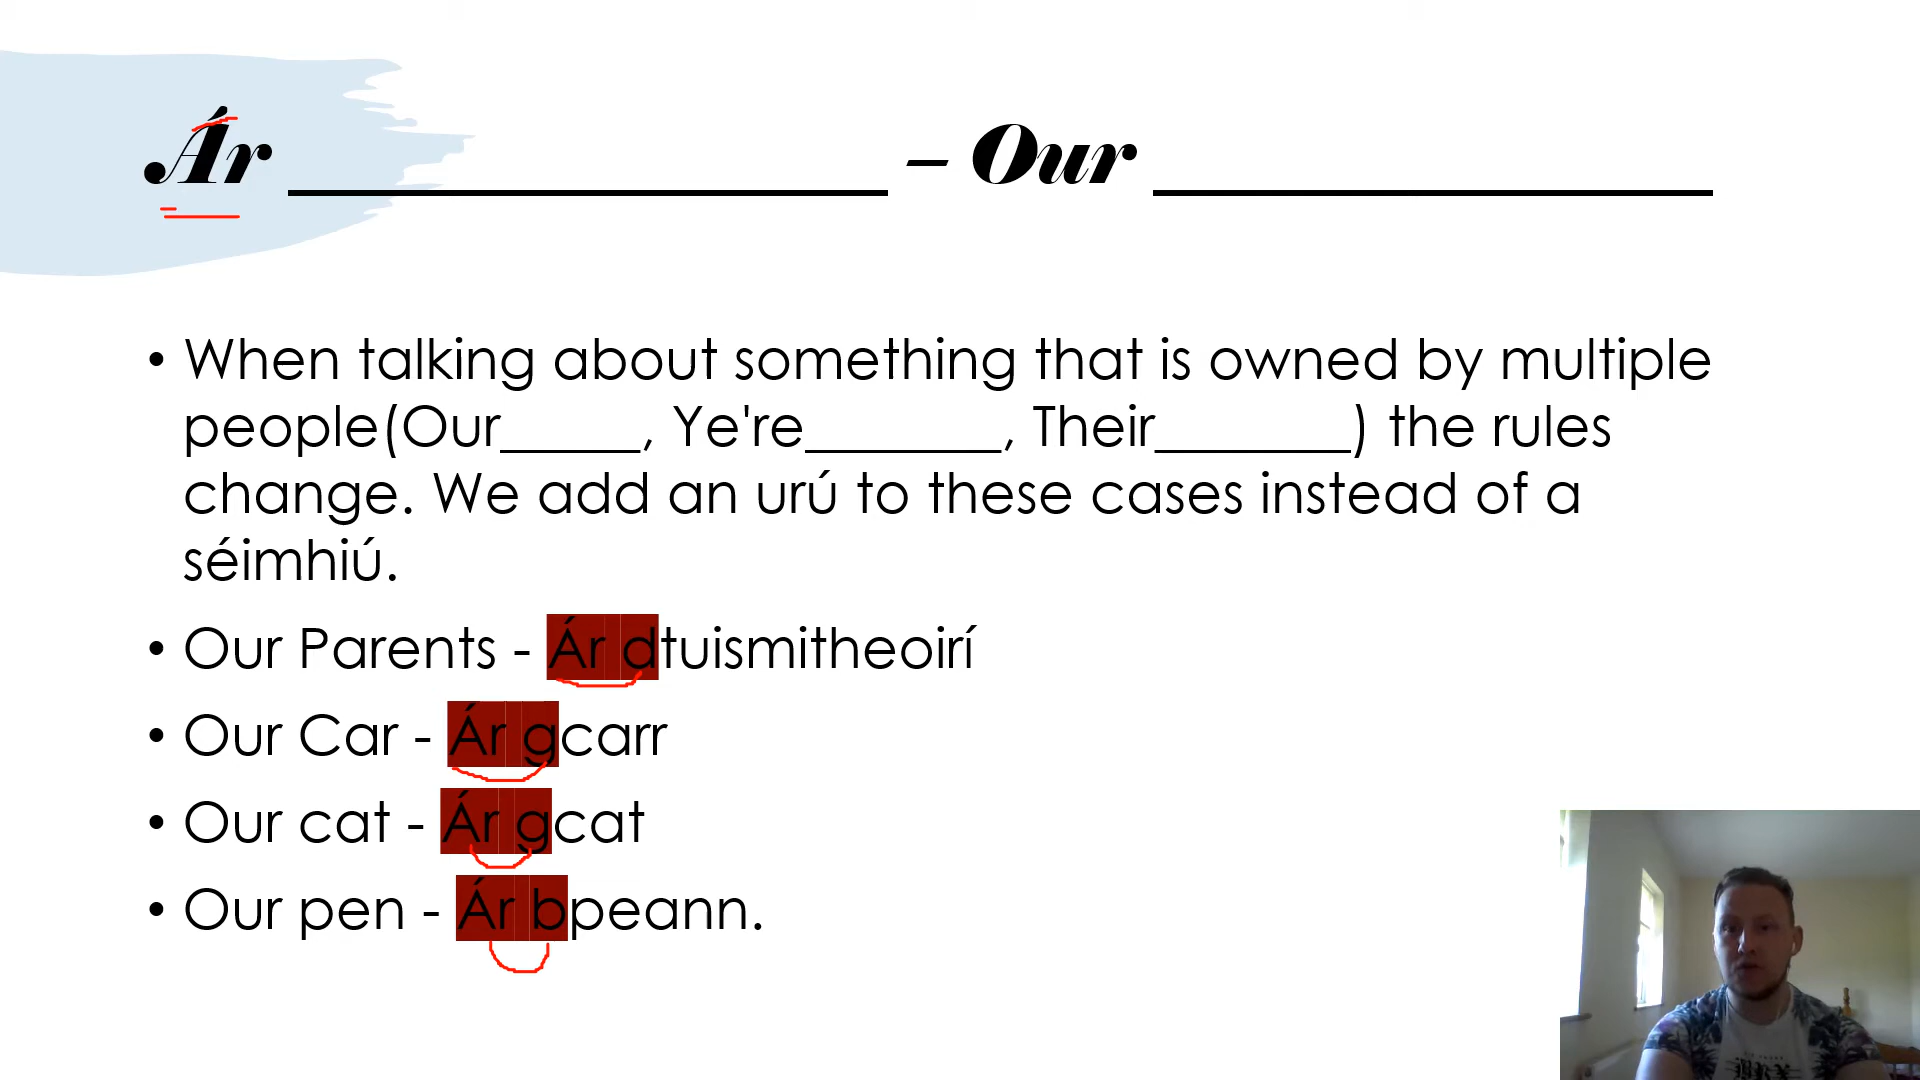 Ár ____________________ – Our ____________________
• When talking about something that is owned by multiple
people(Our_____, Ye're_______, Their_______) the rules
change. We add an urú to these cases instead of a
séimhiú.
• Our Parents - Ár dtuismitheoirí
• Our Car - Ár gcarr
• Our cat - Ár gcat
• Our pen - Ár bpeann.